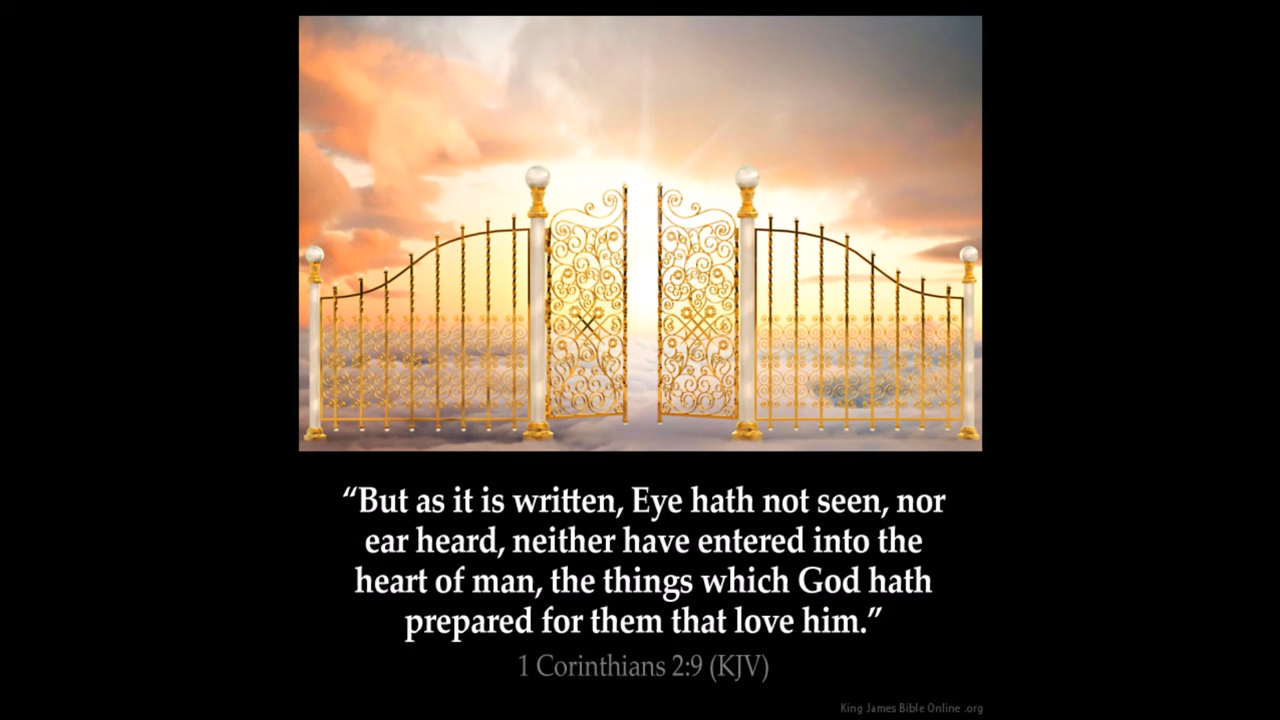 “But as it is written, Eye hath not seen, nor
ear heard, neither have entered into the
heart of man, the things which God hath
prepared for them that love him.”
1 Corinthians 2:9 (KJV)
King James Bible Online .org